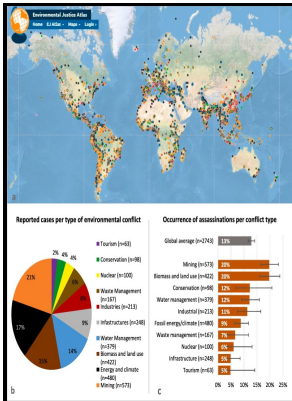 Environmental Justice Atlas
Home EJ Atlas Maps Login
Reported cases per type of environmental conflict
2% 4% 4%
6%
8%
9%
14%
15%
17%
21%
Tourism (n=63)
Conservation (n=98)
Nuclear (n=100)
Waste Management
(n=167)
Industries (n=213)
Infrastructures (n=248)
Water Management
(n=379)
Biomass and land use
(n=422)
Energy and climate
(n=480)
Mining (n=573)
b
Occurrence of assassinations per conflict type
Global average (n=2743) 13%
Mining (n=573) 20%
Biomass and land use (n=422) 20%
Conservation (n=98) 12%
Water management (n=379) 12%
Industrial (n=213) 11%
Fossil energy/climate (n=480) 9%
Waste management (n=167) 7%
Nuclear (n=100) 6%
Infrastructure (n=248) 5%
Tourism (n=63) 5%
0% 5% 10% 15% 20% 25%
c